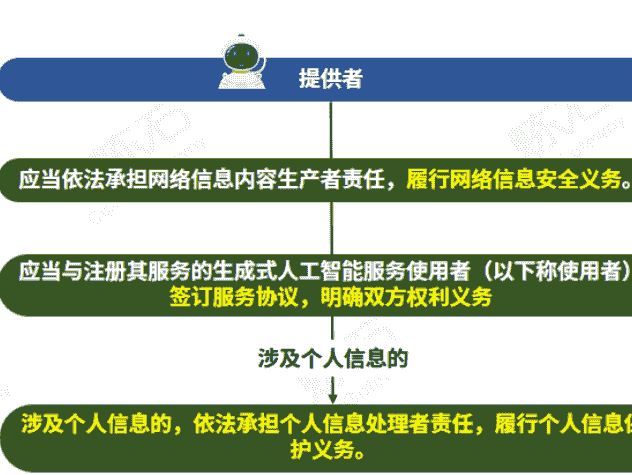 提供者
应当依法承担网络信息内容生产者责任，履行网络信息安全义务。
应当与注册其服务的生成式人工智能服务使用者（以下称使用者）
签订服务协议，明确双方权利义务
涉及个人信息的
涉及个人信息的，依法承担个人信息处理者责任，履行个人信息保
护义务。